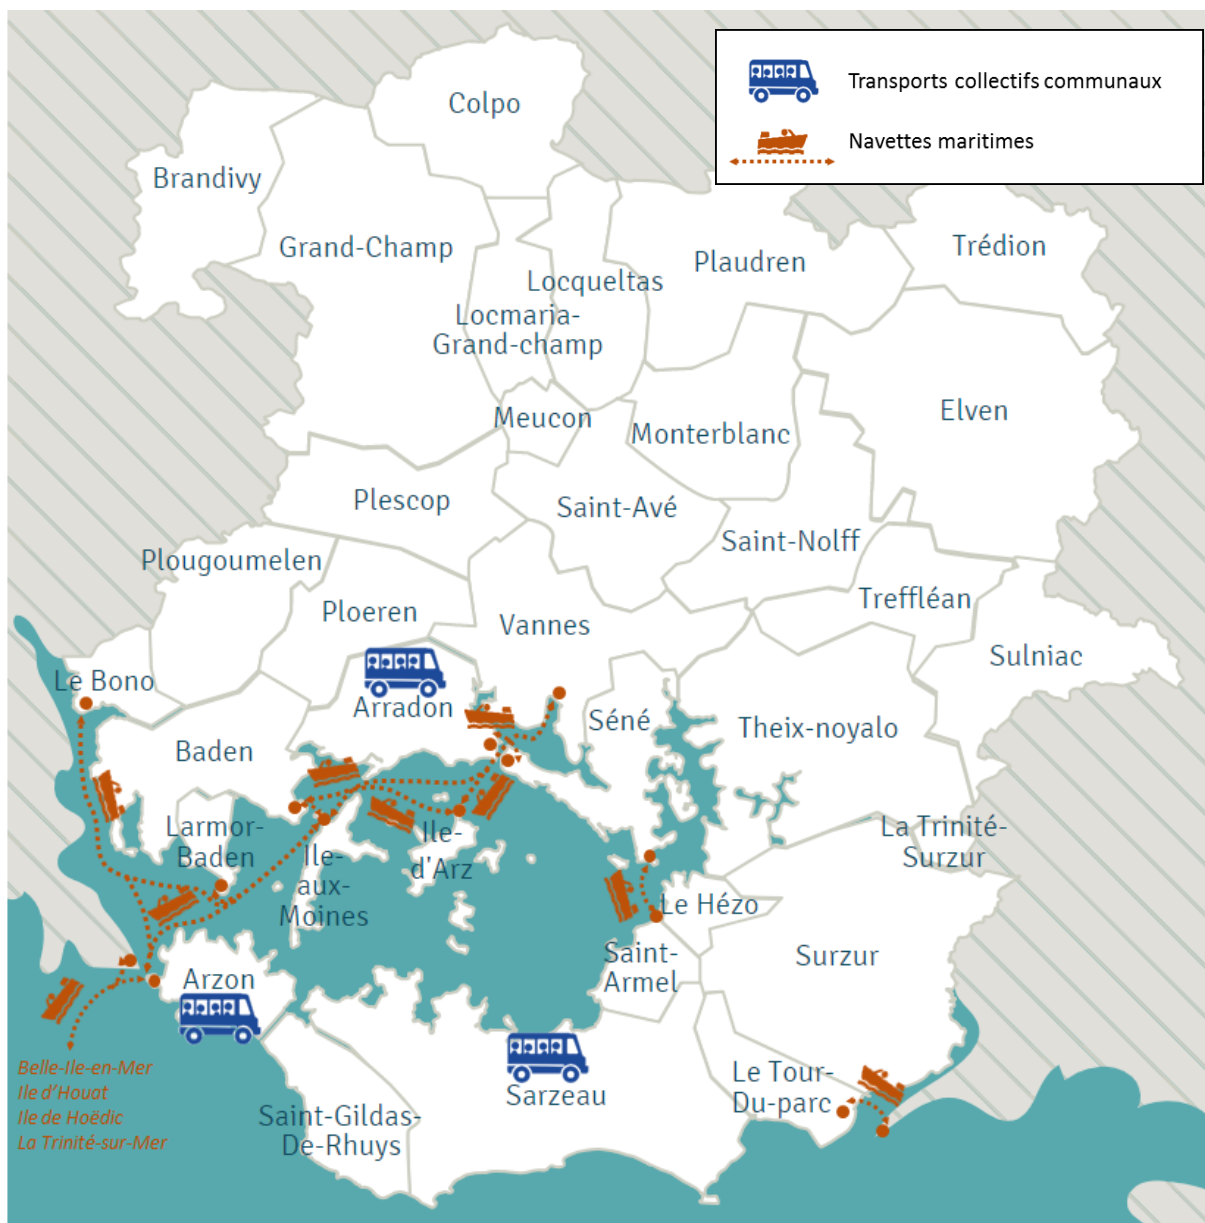 Transports collectifs communaux
Navettes maritimes
Colpo
Brandivy
Grand-Champ
Trédion
Plaudren
Locqueltas
Locmaria-
Grand-champ
Elven
Meucon
Monterblanc
Plescop
Saint-Avé
Saint-Nolff
Plougoumelen
Treffléan
Ploeren
Vannes
Sulniac
Le Bono
Arradon
Séné
Theix-noyalo
Baden
Larmor-
Baden
Ile-
d'Arz
La Trinité-
Surzur
Ile-
aux-
Moines
Le Hézo
Saint-
Armel
Surzur
Arzon
Belle-Ile-en-Mer
Ile d'Houat
Ile de Hoëdic
La Trinité-sur-Mer
Sarzeau
Le Tour-
Du-parc
Saint-Gildas-
De-Rhuys